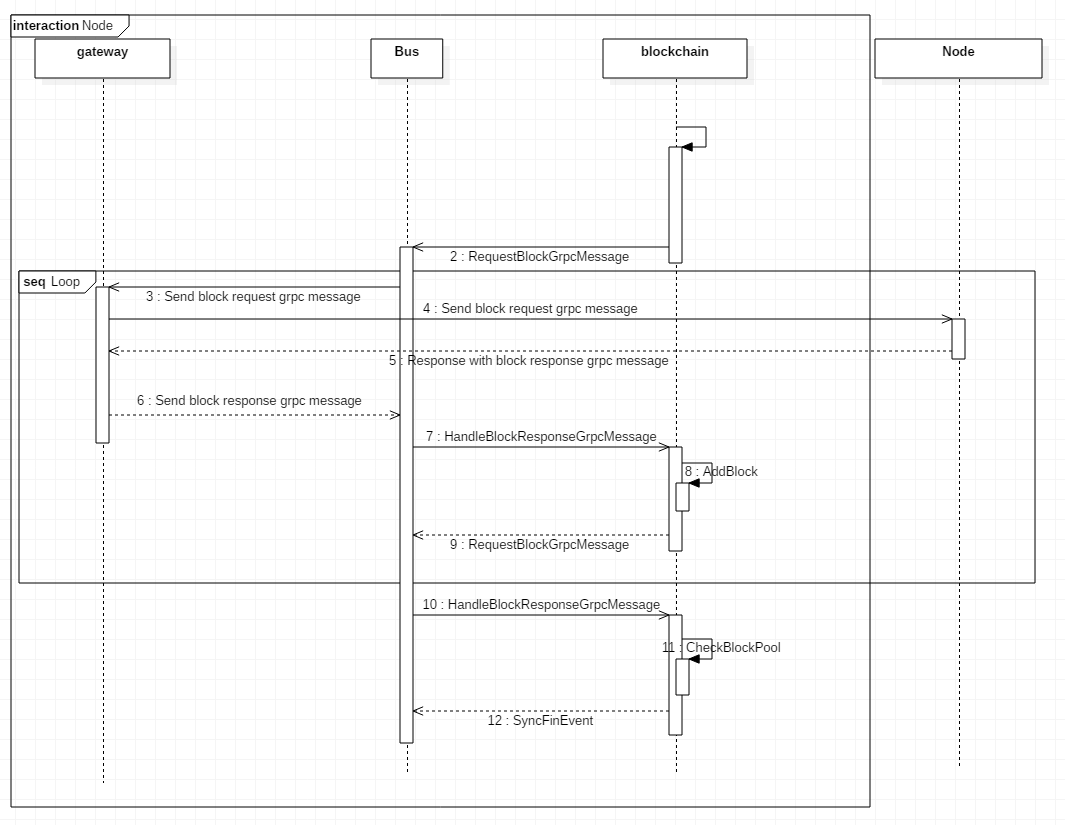 interaction Node
gateway
Bus
blockchain
Node
2 : RequestBlockGrpcMessage
seq Loop
3 : Send block request grpc message
4 : Send block request grpc message
5 : Response with block response grpc message
6 : Send block response grpc message
7 : HandleBlockResponseGrpcMessage
8 : AddBlock
9 : RequestBlockGrpcMessage
10 : HandleBlockResponseGrpcMessage
11 : CheckBlockPool
12 : SyncFinEvent